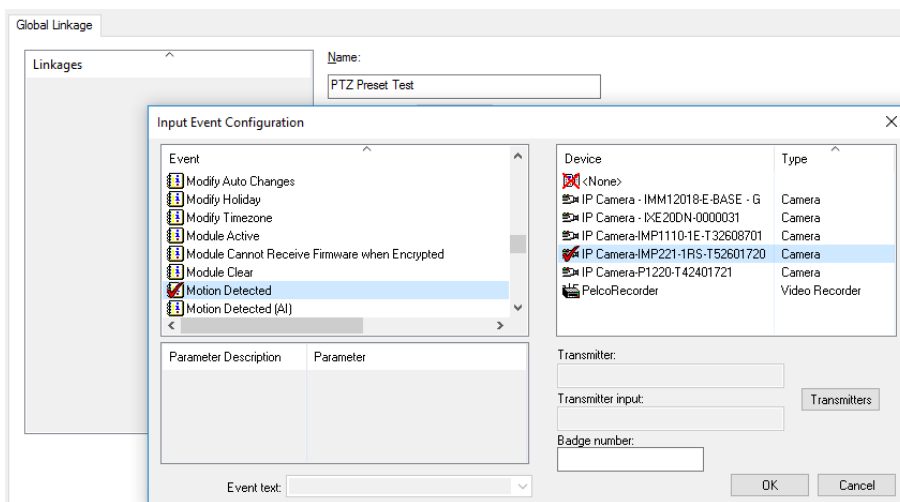 Global Linkage
Linkages
Name:
PTZ Preset Test
Input Event Configuration
Event
Modify Auto Changes
Modify Holiday
Modify Timezone
Module Active
Module Cannot Receive Firmware when Encrypted
Module Clear
Motion Detected
Motion Detected (AI)
Device Type
<None>
IP Camera - IMM12018-E-BASE - G Camera
IP Camera - IXE20DN-0000031 Camera
IP Camera-IMP1110-1E-T32608701 Camera
IP Camera-IMP221-1RS-T52601720 Camera
IP Camera-P1220-T42401721 Camera
PelcoRecorder Video Recorder
Parameter Description Parameter
Transmitter:
Transmitter input:
Transmitters
Badge number:
Event text:
OK Cancel